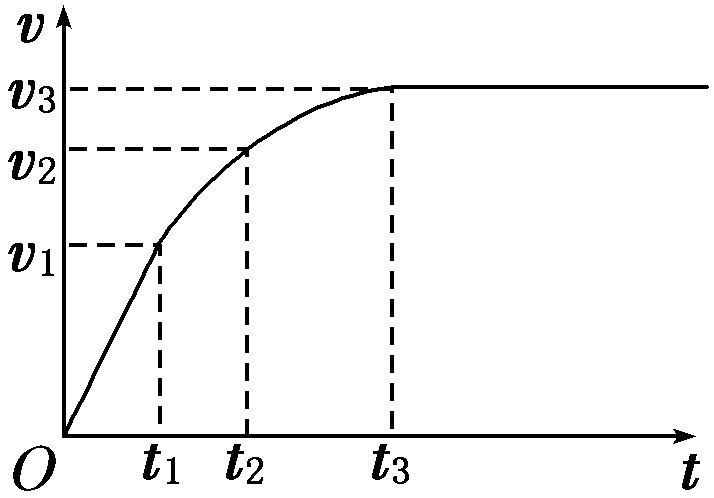 v
v₃
v₂
v₁
O t₁ t₂ t₃ t